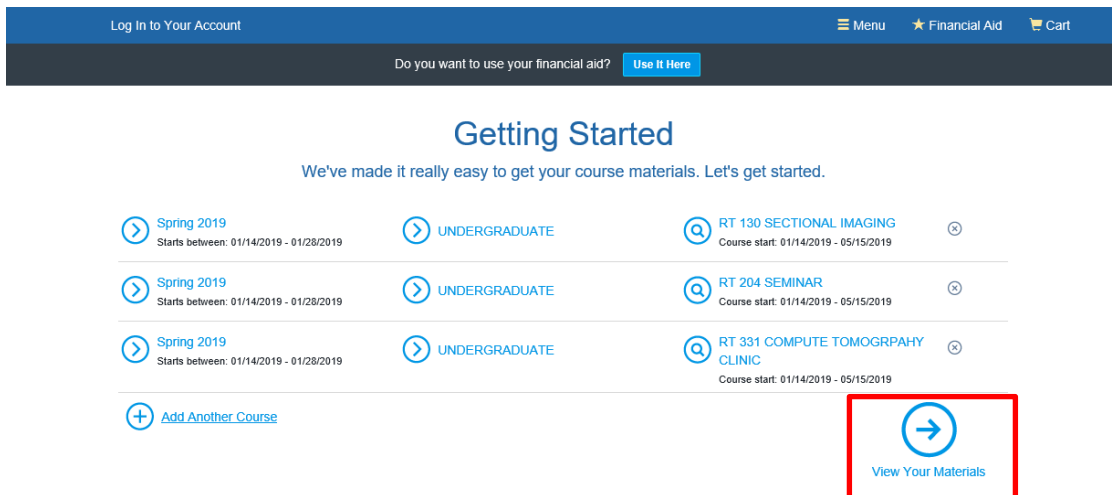 Log In to Your Account
Menu
Financial Aid
Cart
Do you want to use your financial aid?
Use It Here
Getting Started
We've made it really easy to get your course materials. Let's get started.
Spring 2019
Starts between: 01/14/2019 - 01/28/2019
UNDERGRADUATE
RT 130 SECTIONAL IMAGING
Course start: 01/14/2019 - 05/15/2019
Spring 2019
Starts between: 01/14/2019 - 01/28/2019
UNDERGRADUATE
RT 204 SEMINAR
Course start: 01/14/2019 - 05/15/2019
Spring 2019
Starts between: 01/14/2019 - 01/28/2019
UNDERGRADUATE
RT 331 COMPUTE TOMOGRPAHY
CLINIC
Course start: 01/14/2019 - 05/15/2019
Add Another Course
View Your Materials